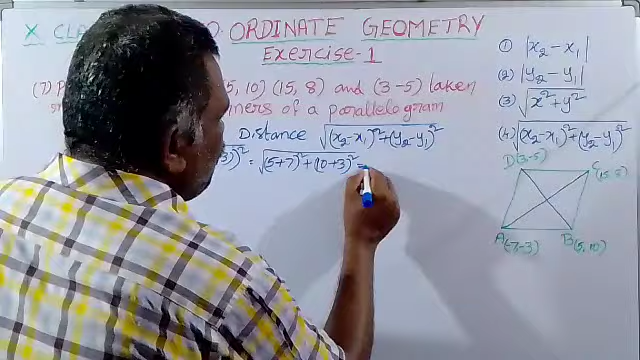 X CLA O ORDINATE GEOMETRY
Exercise-1
(7) P (5, 10) (15, 8) and (3-5) taken
ners of a parallelogram
Distance √(x₂-x₁)²+(y₂-y₁)²
3)² = √(5+7)²+(10+3)² =
① |x₂-x₁|
(2) |y₂-y₁|
(3) √x²+y²
(4) √(x₂-x₁)²+(y₂-y₁)²
D(3-5)
C(15,8)
A(-7-3)
B(5,10)